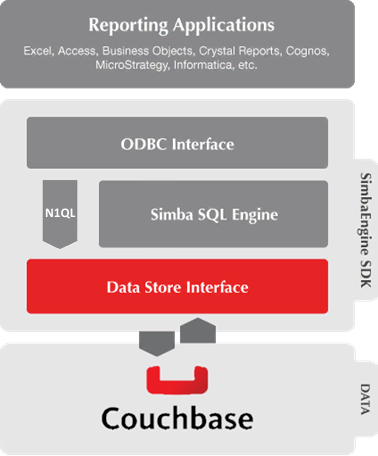 Reporting Applications
Excel, Access, Business Objects, Crystal Reports, Cognos,
MicroStrategy, Informatica, etc.
ODBC Interface
N1QL
Simba SQL Engine
Data Store Interface
SimbaEngine SDK
Couchbase
DATA